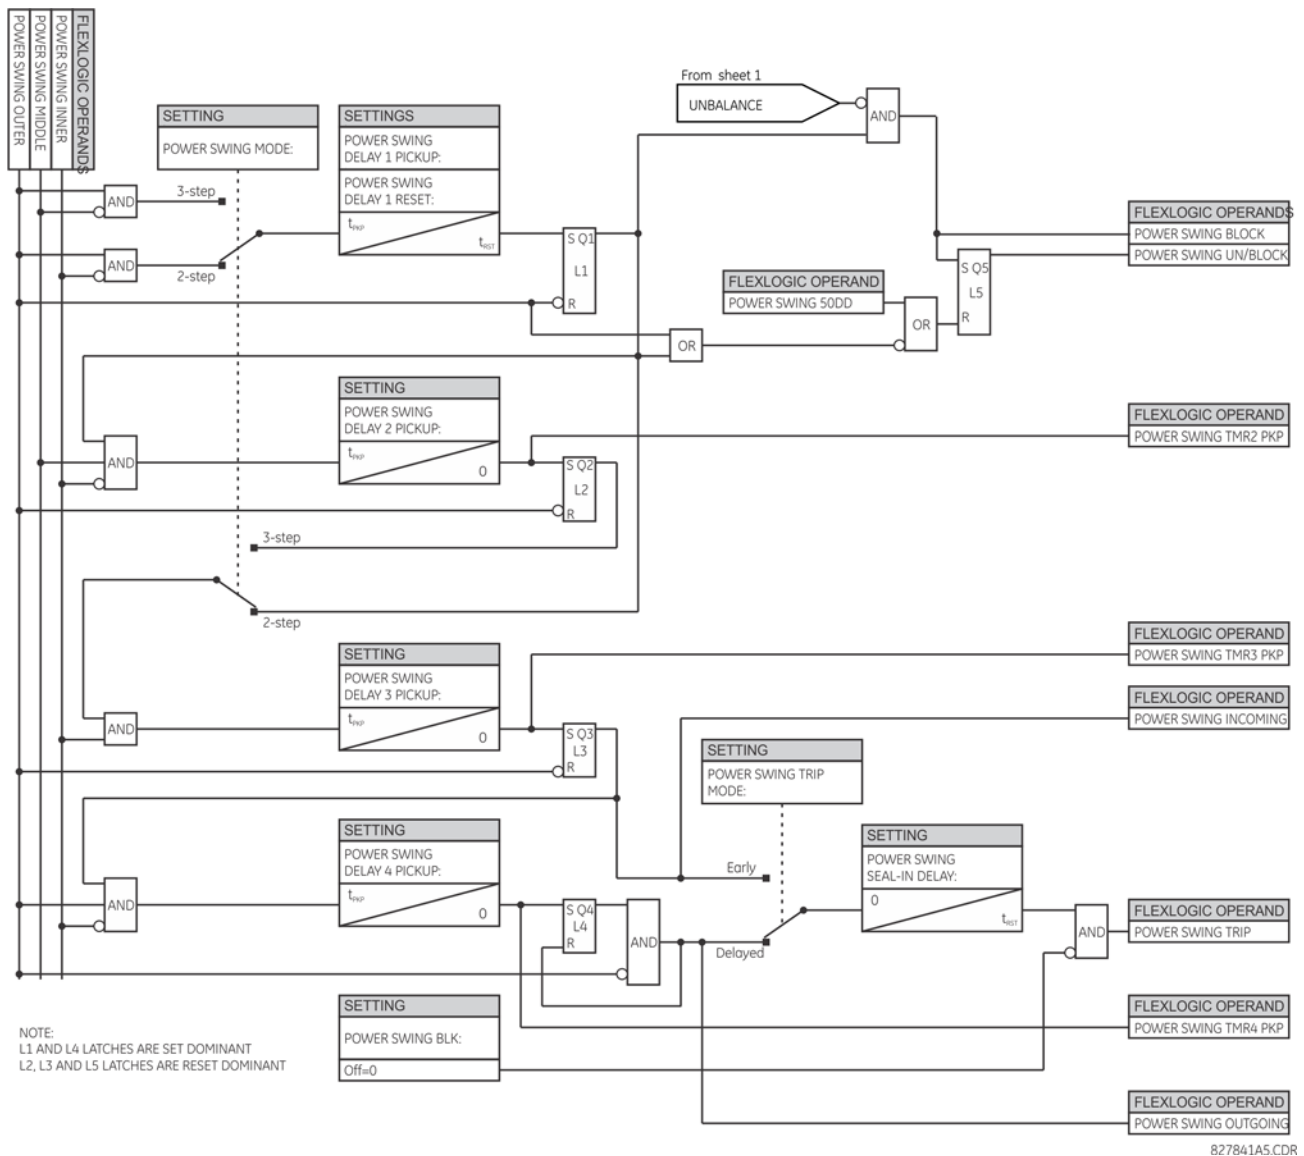 FLEXLOGIC OPERANDS
POWER SWING INNER
POWER SWING MIDDLE
POWER SWING OUTER
SETTING
POWER SWING MODE:
SETTINGS
POWER SWING
DELAY 1 PICKUP:
POWER SWING
DELAY 1 RESET:
tPKP
tRST
From sheet 1
UNBALANCE
AND
AND
3-step
AND
2-step
S Q1
L1
R
FLEXLOGIC OPERANDS
POWER SWING BLOCK
POWER SWING UN/BLOCK
FLEXLOGIC OPERAND
POWER SWING 50DD
S Q5
L5
R
OR
OR
SETTING
POWER SWING
DELAY 2 PICKUP:
tPKP
0
AND
S Q2
L2
R
FLEXLOGIC OPERAND
POWER SWING TMR2 PKP
3-step
2-step
SETTING
POWER SWING
DELAY 3 PICKUP:
tPKP
0
AND
S Q3
L3
R
FLEXLOGIC OPERAND
POWER SWING TMR3 PKP
FLEXLOGIC OPERAND
POWER SWING INCOMING
SETTING
POWER SWING TRIP
MODE:
SETTING
POWER SWING
DELAY 4 PICKUP:
tPKP
0
AND
S Q4
L4
R
AND
Early
Delayed
SETTING
POWER SWING
SEAL-IN DELAY:
0
tRST
AND
FLEXLOGIC OPERAND
POWER SWING TRIP
SETTING
POWER SWING BLK:
Off=0
FLEXLOGIC OPERAND
POWER SWING TMR4 PKP
FLEXLOGIC OPERAND
POWER SWING OUTGOING
NOTE:
L1 AND L4 LATCHES ARE SET DOMINANT
L2, L3 AND L5 LATCHES ARE RESET DOMINANT
827841A5.CDR